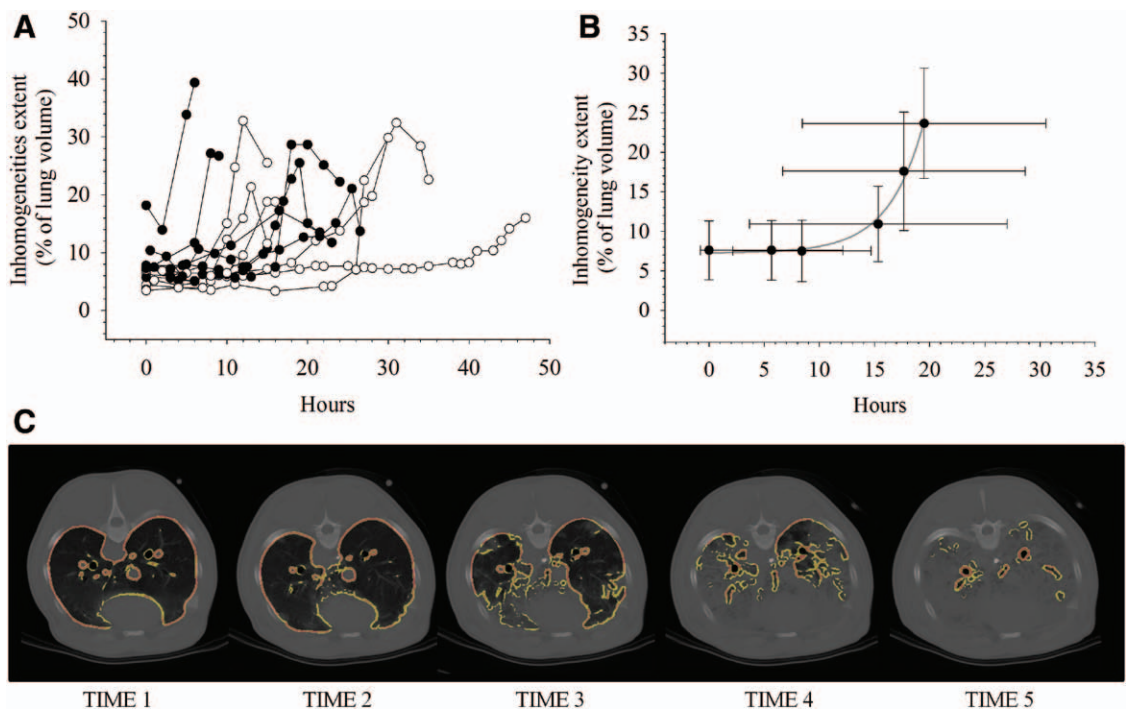 A
Inhomogeneities extent
(% of lung volume)
50
40
30
20
10
0
0 10 20 30 40 50
Hours
B
Inhomogeneity extent
(% of lung volume)
35
30
25
20
15
10
5
0
0 5 10 15 20 25 30 35
Hours
C
TIME 1 TIME 2 TIME 3 TIME 4 TIME 5